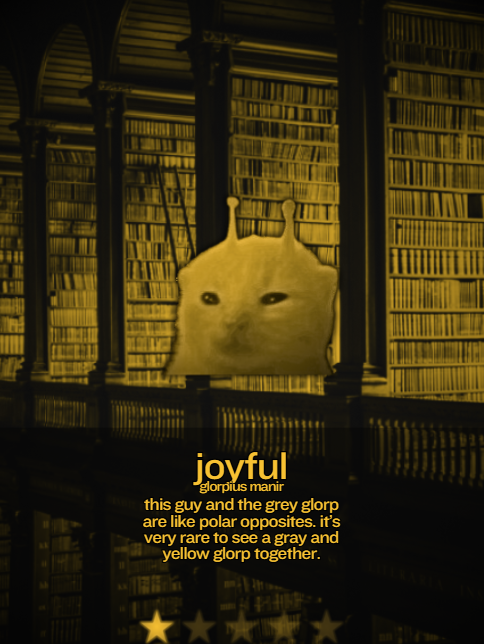 joyful
glorpius manir
this guy and the grey glorp
are like polar opposites. it's
very rare to see a gray and
yellow glorp together.